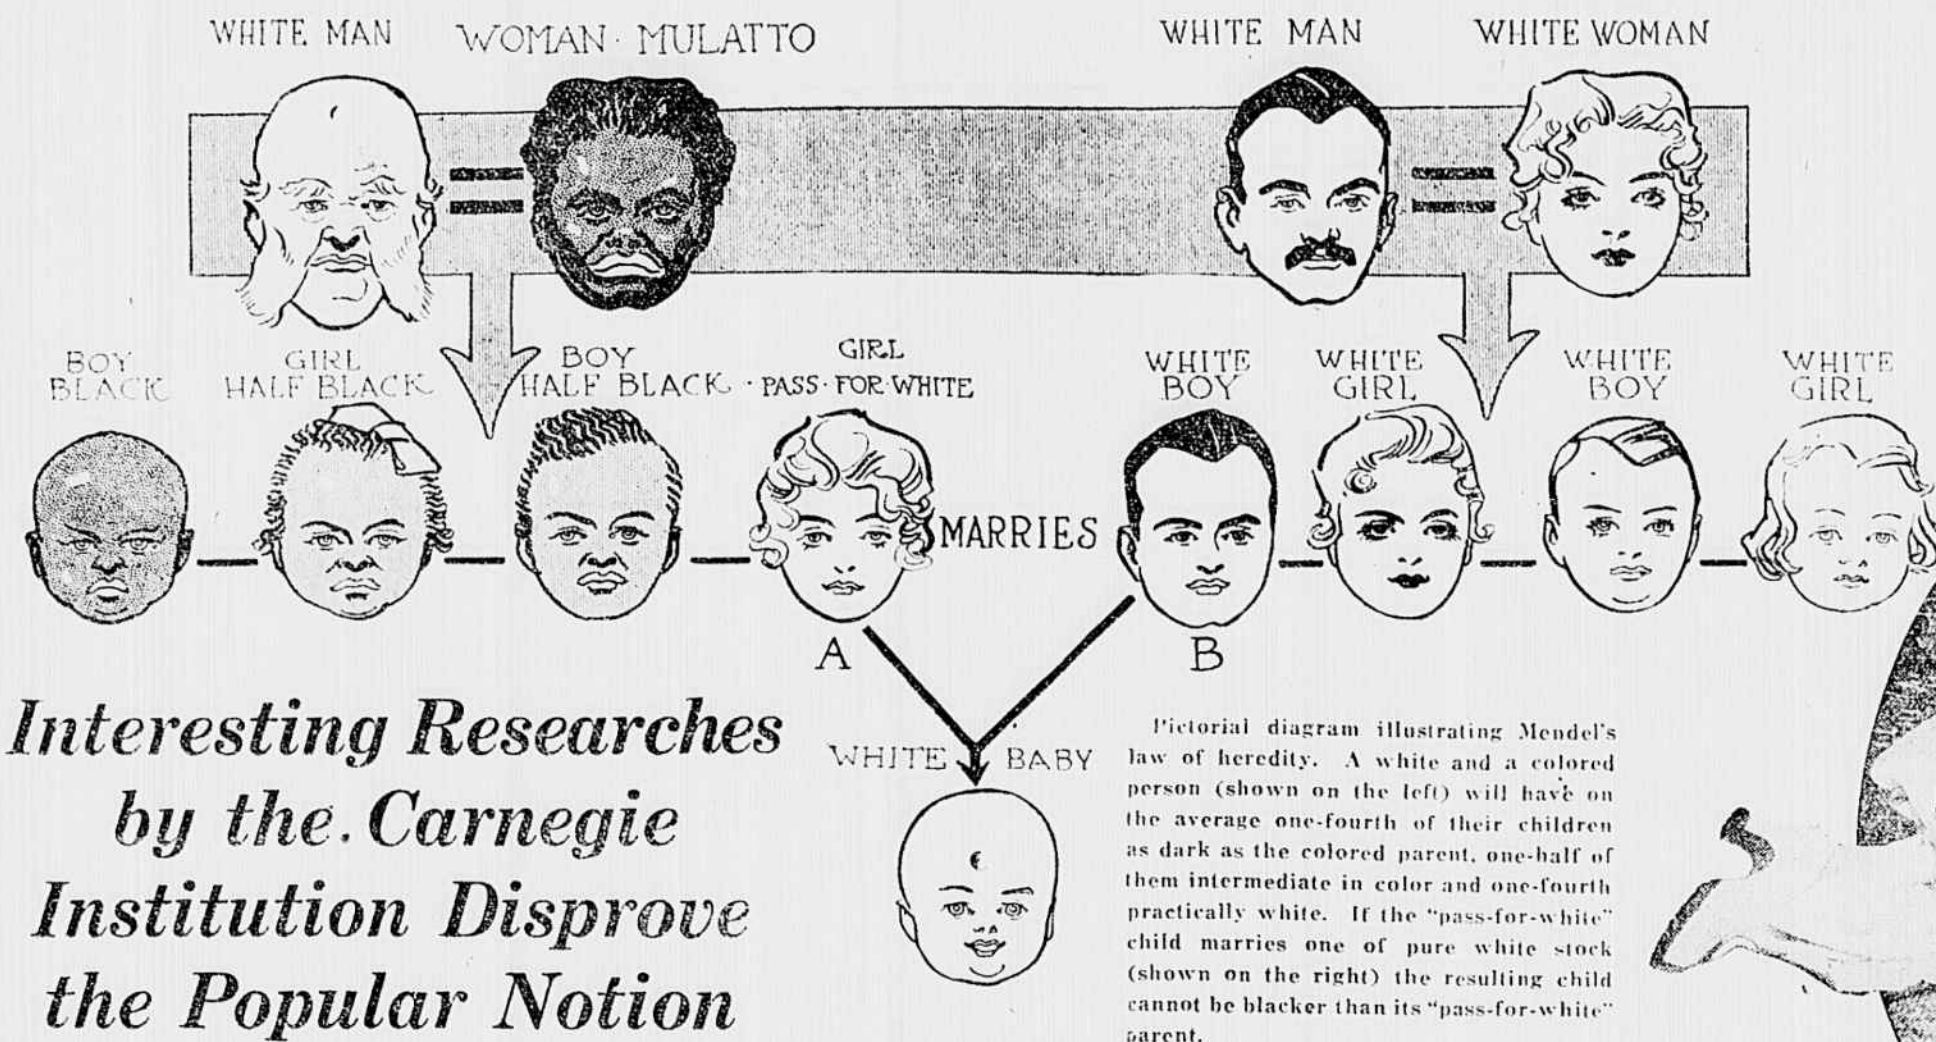 WHITE MAN
WOMAN · MULATTO
WHITE MAN
WHITE WOMAN
BOY
BLACK
GIRL
HALF BLACK
BOY
HALF BLACK
GIRL
· PASS · FOR · WHITE
WHITE
BOY
WHITE
GIRL
WHITE
BOY
WHITE
GIRL
MARRIES
A
B
WHITE BABY
Interesting Researches
by the Carnegie
Institution Disprove
the Popular Notion
Pictorial diagram illustrating Mendel's
law of heredity. A white and a colored
person (shown on the left) will have on
the average one-fourth of their children
as dark as the colored parent, one-half of
them intermediate in color and one-fourth
practically white. If the "pass-for-white"
child marries one of pure white stock
(shown on the right) the resulting child
cannot be blacker than its "pass-for-white"
parent.